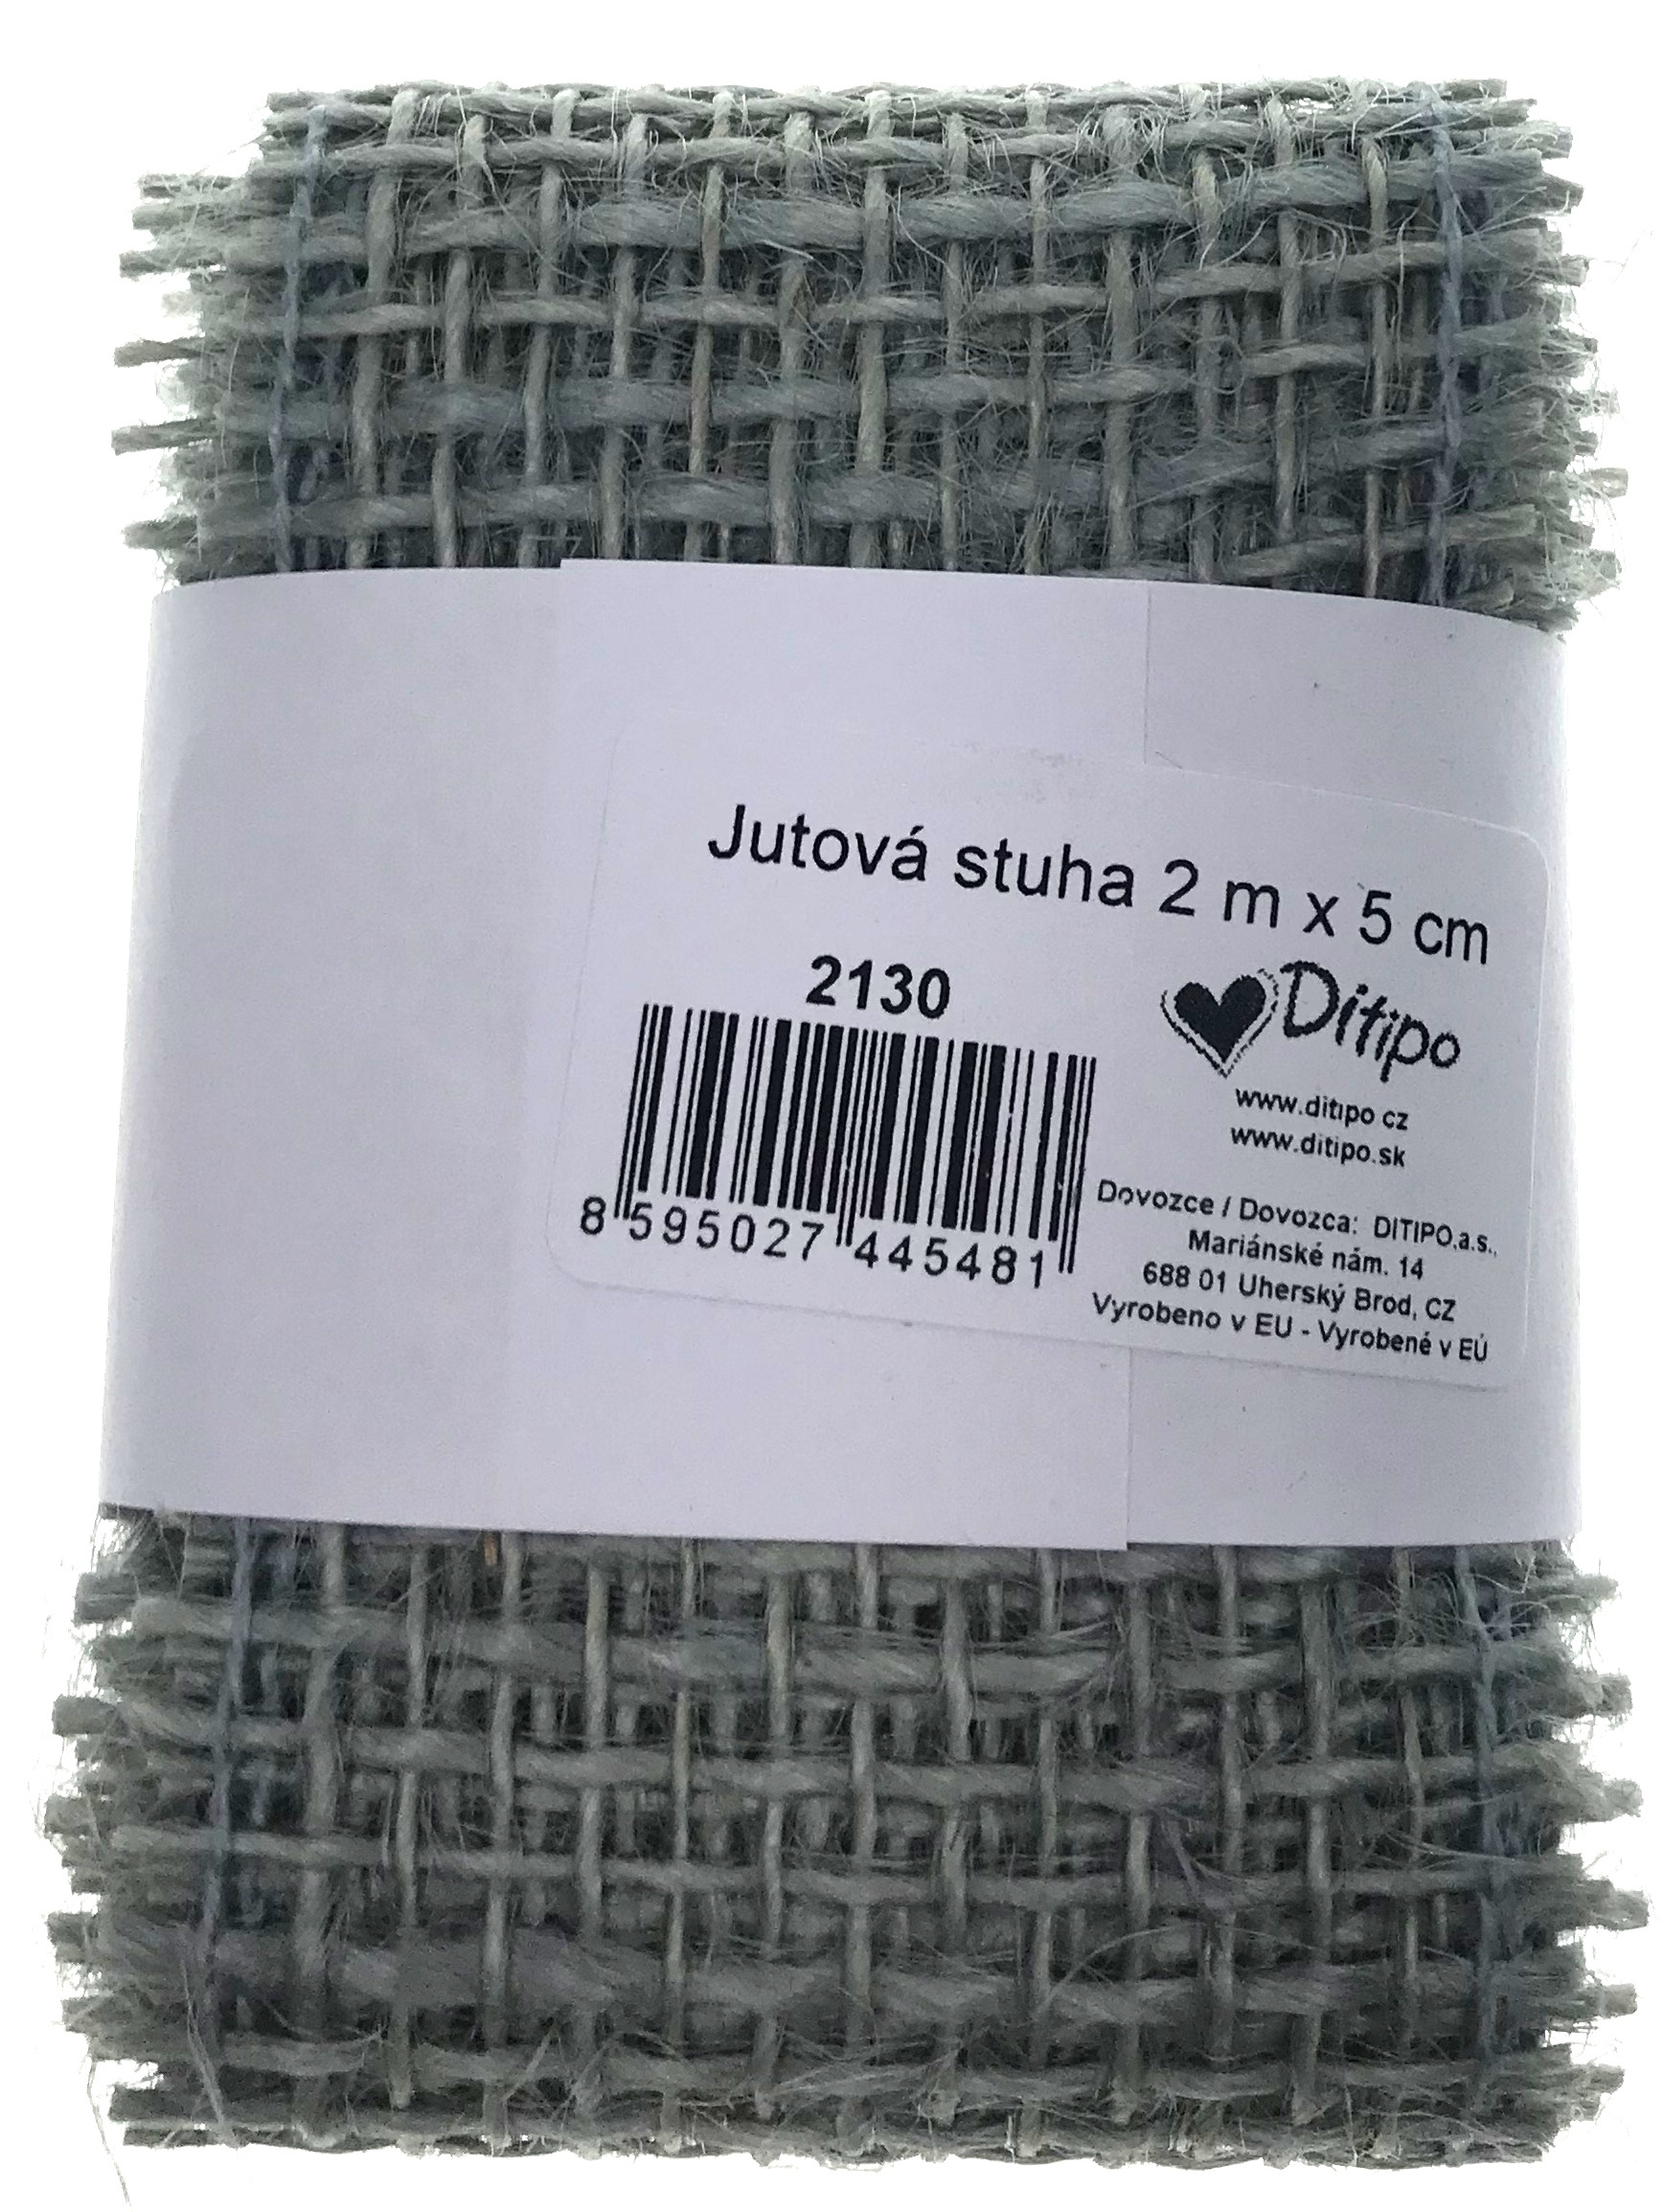 Jutová stuha 2 m x 5 cm
2130
Ditipo
www.ditipo cz
www.ditipo.sk
8 595027 445481
Dovozce / Dovozca: DITIPO,a.s.,
Mariánské nám. 14
688 01 Uherský Brod, CZ
Vyrobeno v EU - Vyrobené v EÚ